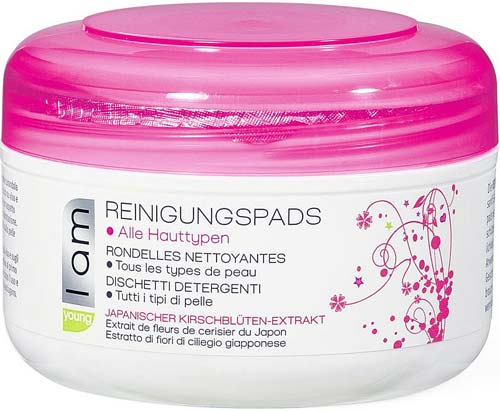 I am
young
REINIGUNGSPADS
• Alle Hauttypen
RONDELLES NETTOYANTES
• Tous les types de peau
DISCHETTI DETERGENTI
• Tutti i tipi di pelle
JAPANISCHER KIRSCHBLÜTEN-EXTRAKT
Extrait de fleurs de cerisier du Japon
Estratto di fiori di ciliegio giapponese